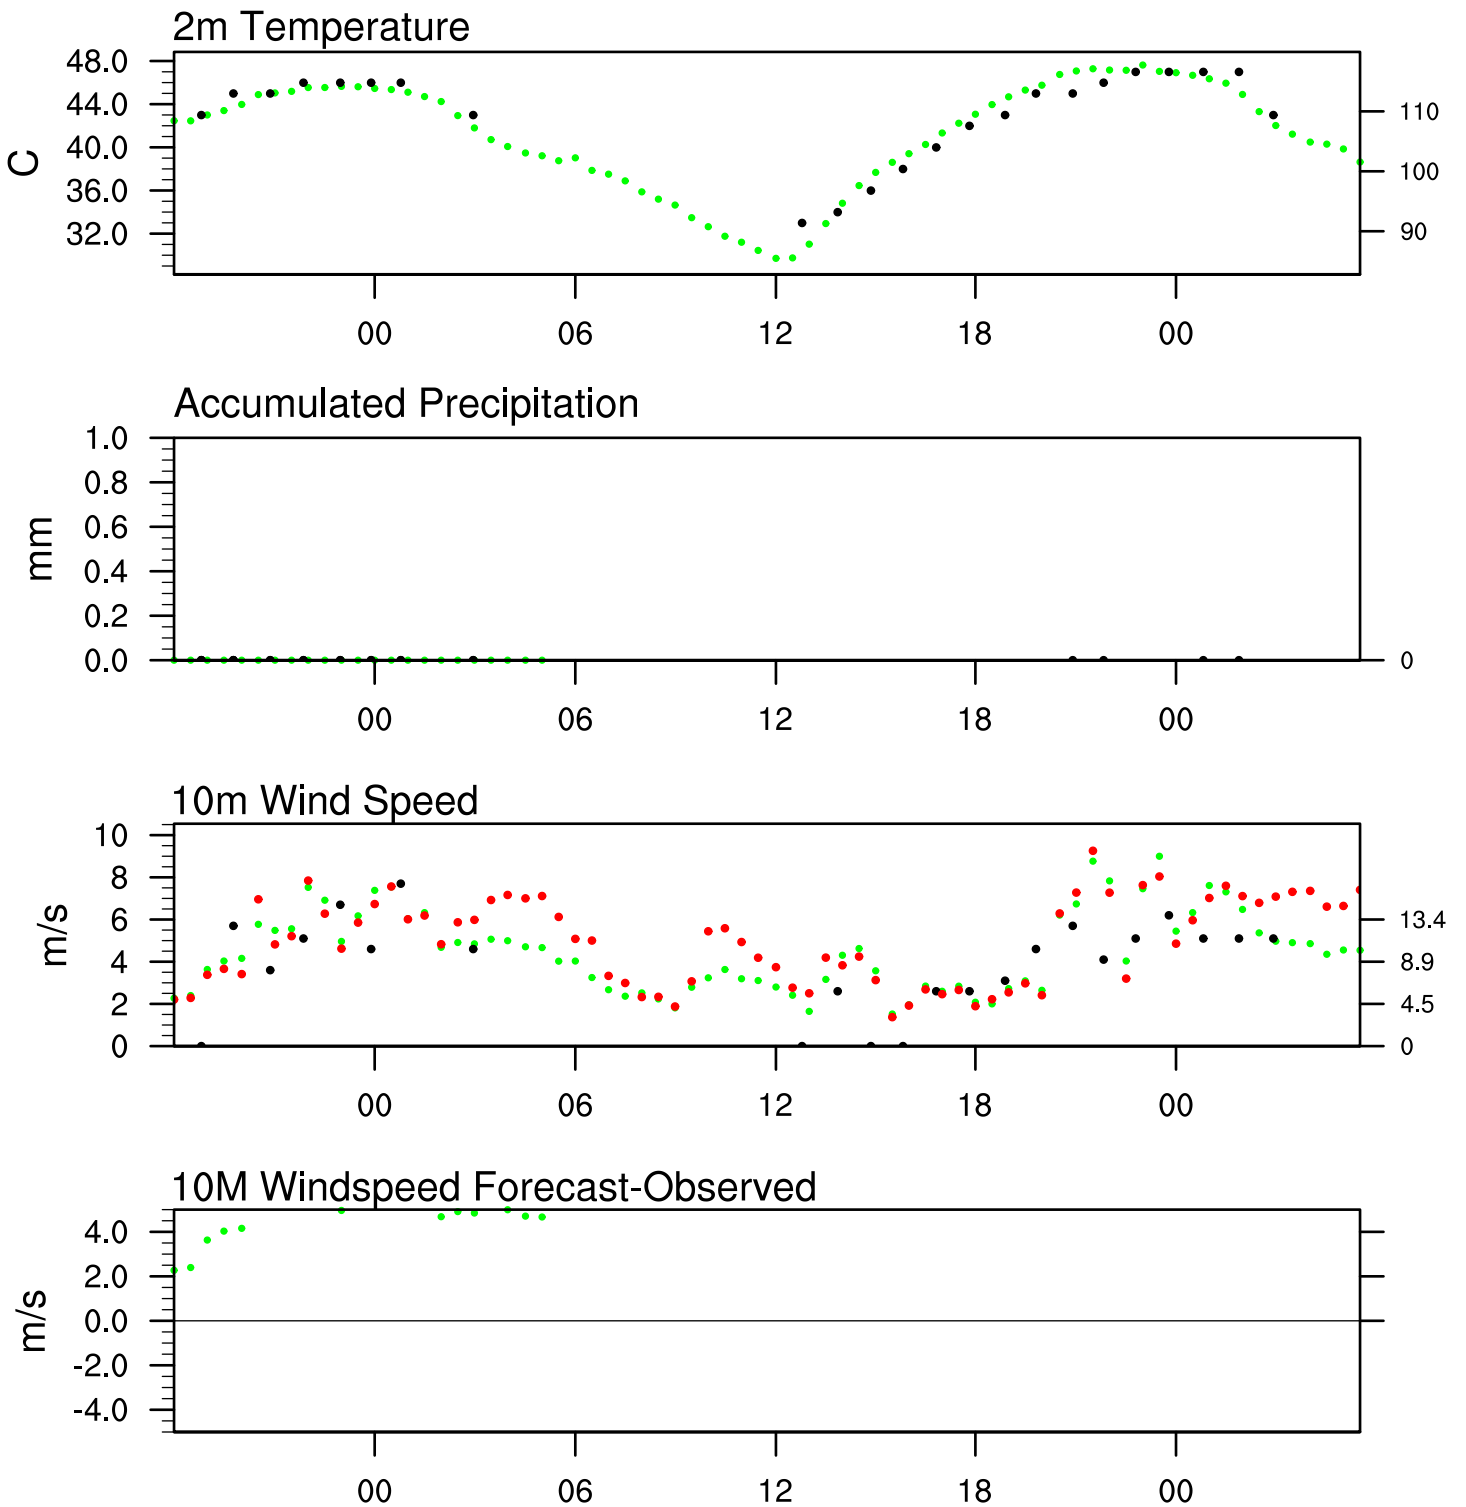 2m Temperature
48.0
44.0
40.0
36.0
32.0
C
110
100
90
00 06 12 18 00
Accumulated Precipitation
1.0
0.8
0.6
0.4
0.2
0.0
mm
0
00 06 12 18 00
10m Wind Speed
10
8
6
4
2
0
m/s
13.4
8.9
4.5
0
00 06 12 18 00
10M Windspeed Forecast-Observed
4.0
2.0
0.0
-2.0
-4.0
m/s
00 06 12 18 00